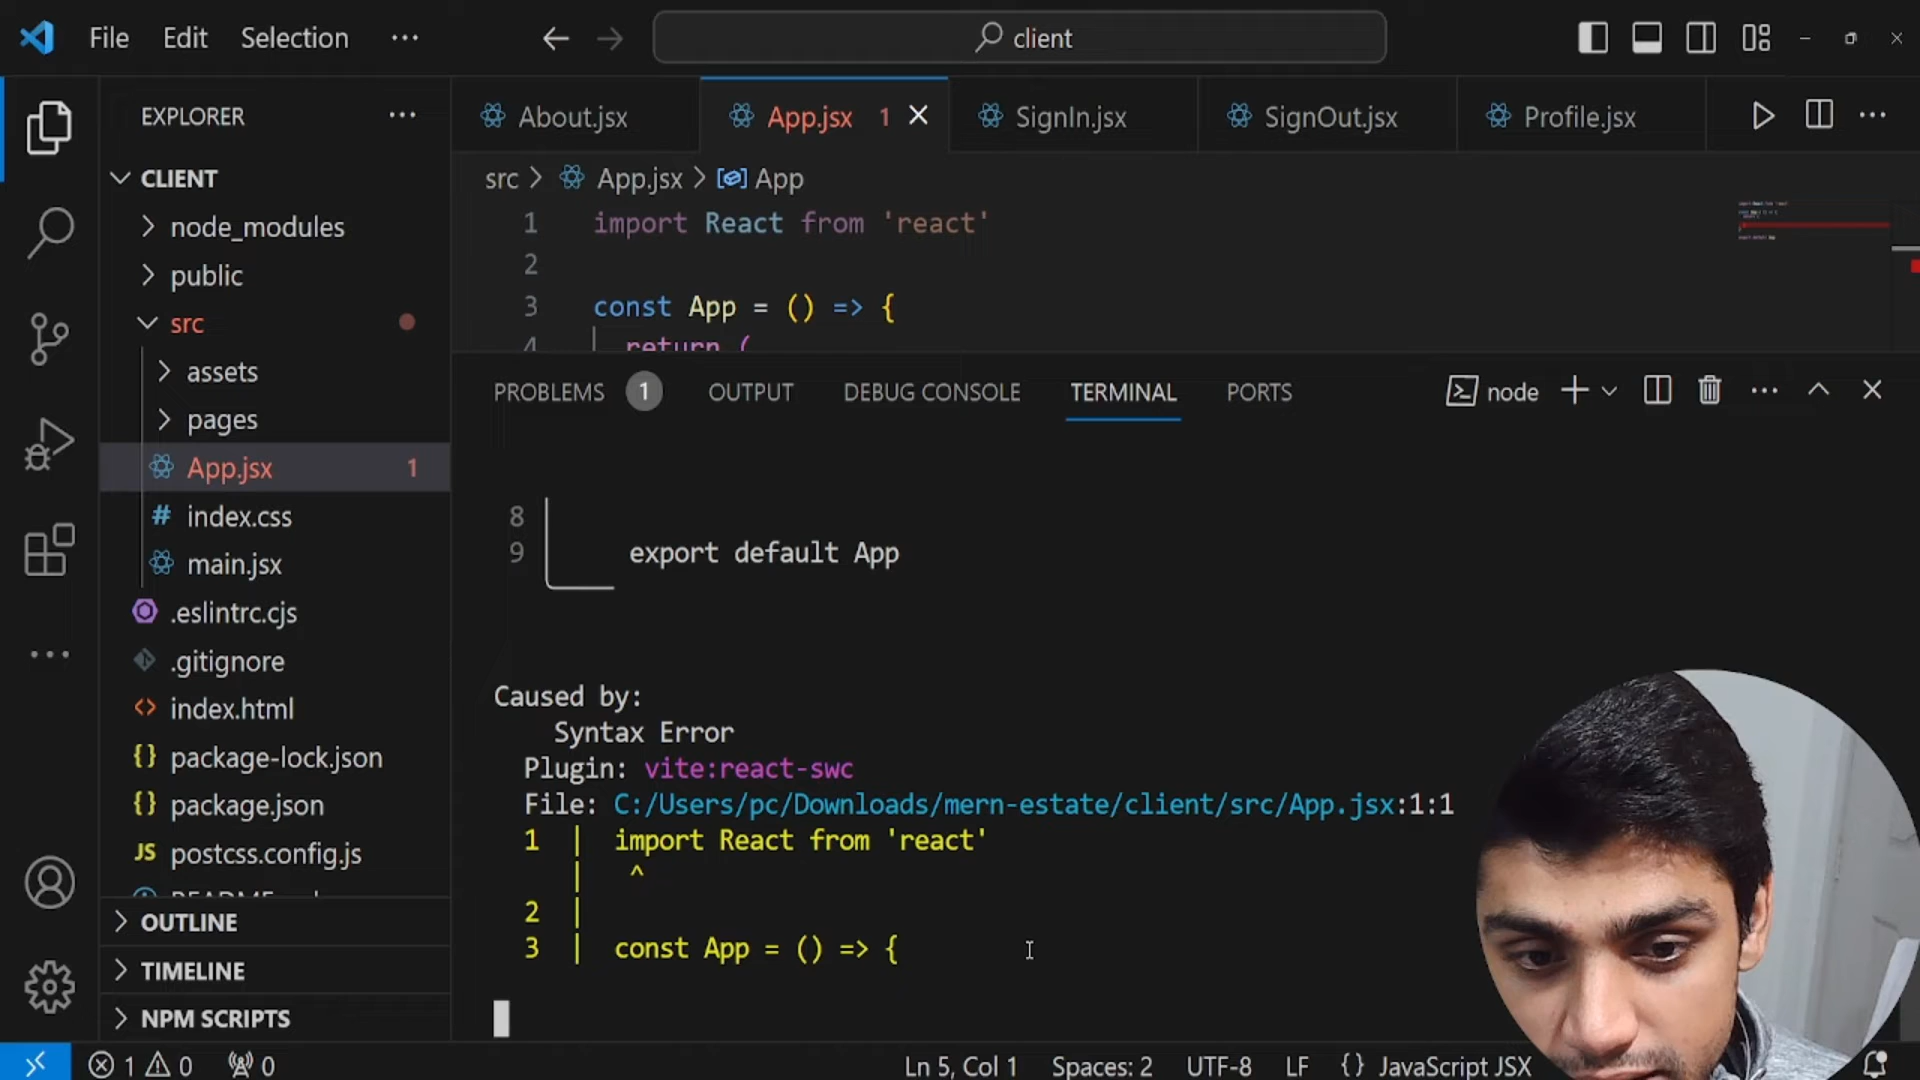 File Edit Selection ··· client
EXPLORER ···
CLIENT
node_modules
public
src
assets
pages
App.jsx 1
index.css
main.jsx
.eslintrc.cjs
.gitignore
index.html
package-lock.json
package.json
JS postcss.config.js
OUTLINE
TIMELINE
NPM SCRIPTS
About.jsx App.jsx 1 SignIn.jsx SignOut.jsx Profile.jsx ···
src > App.jsx > App
1 import React from 'react'
2
3 const App = () => {
4 return (
PROBLEMS 1 OUTPUT DEBUG CONSOLE TERMINAL PORTS node ···
8
9 export default App
Caused by:
Syntax Error
Plugin: vite:react-swc
File: C:/Users/pc/Downloads/mern-estate/client/src/App.jsx:1:1
1 | import React from 'react'
| ^
2 |
3 | const App = () => {
1 0 0 Ln 5, Col 1 Spaces: 2 UTF-8 LF {} JavaScript JSX